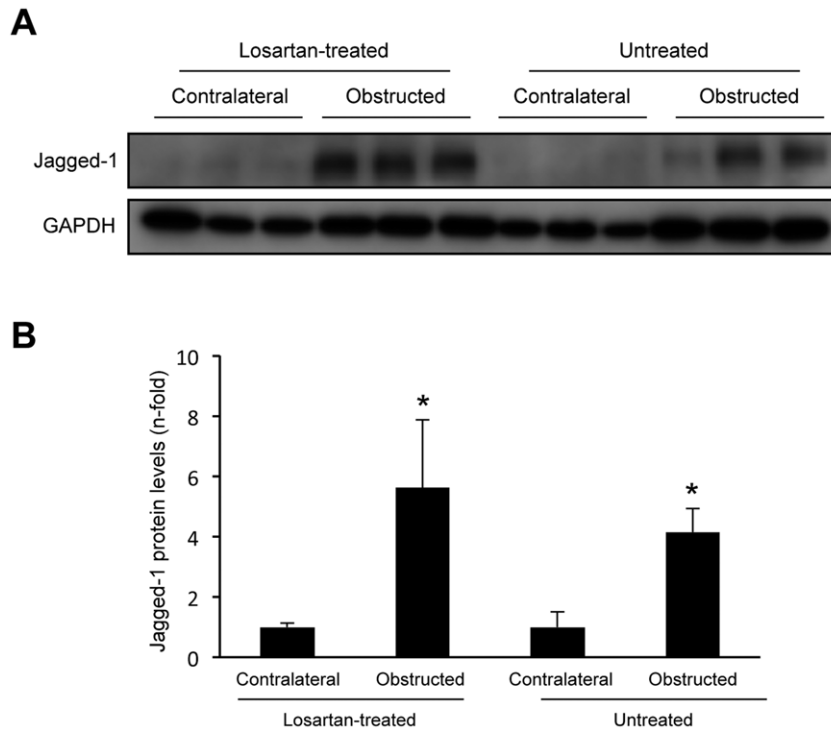 A
Losartan-treated Untreated
Contralateral Obstructed Contralateral Obstructed
Jagged-1
GAPDH
B
Jagged-1 protein levels (n-fold)
10
8
6
4
2
0
* *
Contralateral Obstructed Contralateral Obstructed
Losartan-treated Untreated